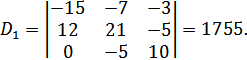 D₁ = |−15 −7 −3|
|12 21 −5| = 1755.
|0 −5 10|